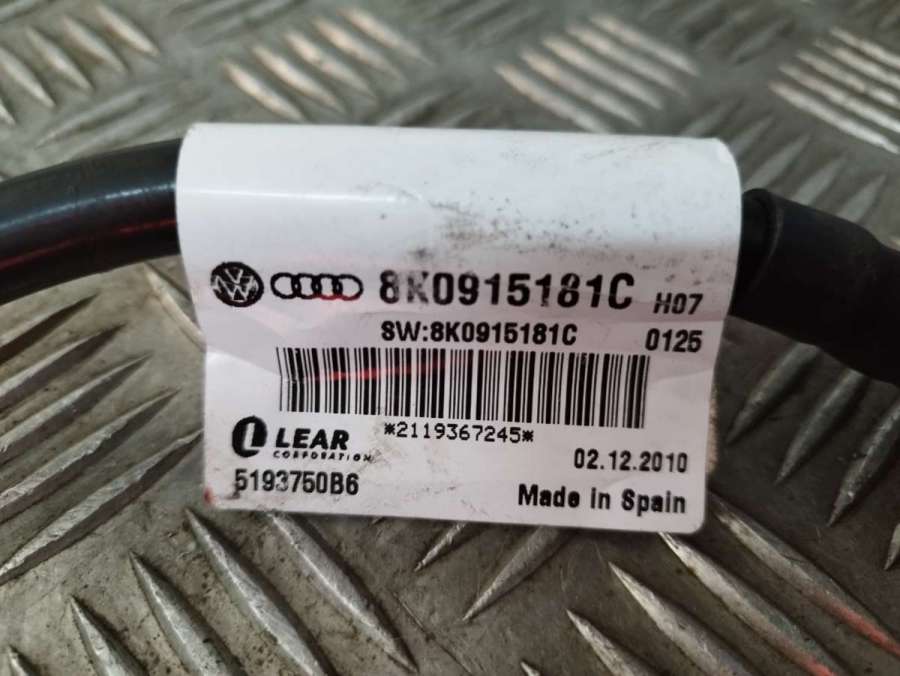 8K0915181C H07
SW:8K0915181C 0125
*2119367245*
LEAR
CORPORATION
02.12.2010
5193750B6
Made in Spain